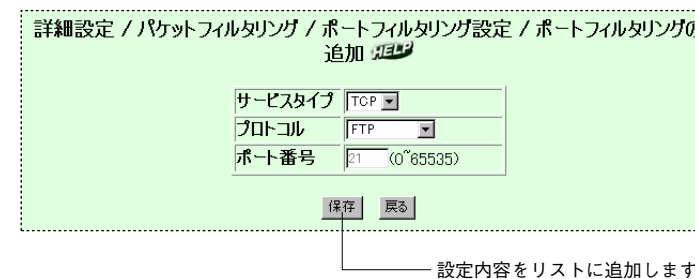 詳細設定 / パケットフィルタリング / ポートフィルタリング設定 / ポートフィルタリングの
追加 HELP
サービスタイプ TCP
プロトコル FTP
ポート番号 21 (0~65535)
保存 戻る
設定内容をリストに追加します